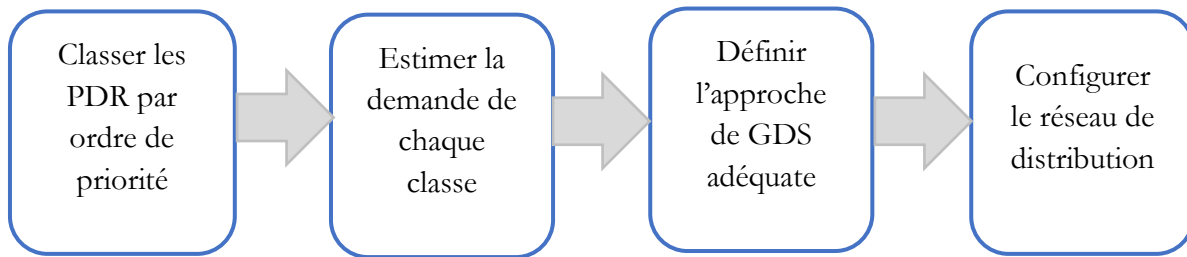 Classer les
PDR par
ordre de
priorité
Estimer la
demande de
chaque
classe
Définir
l’approche
de GDS
adéquate
Configurer
le réseau de
distribution